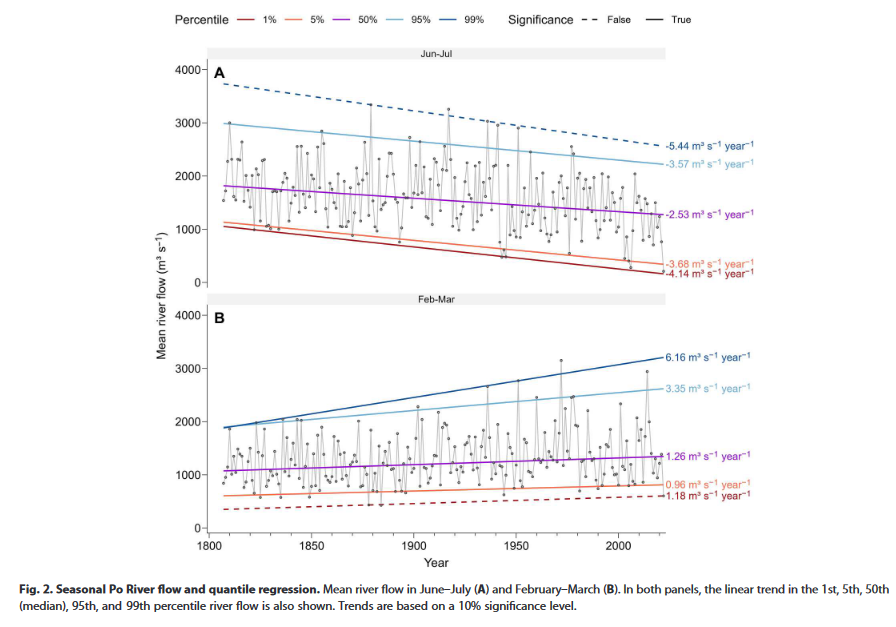 Percentile 1% 5% 50% 95% 99% Significance False True
Jun-Jul
A
4000
3000
2000
1000
0
-5.44 m³ s⁻¹ year⁻¹
-3.57 m³ s⁻¹ year⁻¹
-2.53 m³ s⁻¹ year⁻¹
-3.68 m³ s⁻¹ year⁻¹
-4.14 m³ s⁻¹ year⁻¹
Mean river flow (m³ s⁻¹)
Feb-Mar
B
4000
3000
2000
1000
0
6.16 m³ s⁻¹ year⁻¹
3.35 m³ s⁻¹ year⁻¹
1.26 m³ s⁻¹ year⁻¹
0.96 m³ s⁻¹ year⁻¹
1.18 m³ s⁻¹ year⁻¹
1800 1850 1900 1950 2000
Year
Fig. 2. Seasonal Po River flow and quantile regression. Mean river flow in June–July (A) and February–March (B). In both panels, the linear trend in the 1st, 5th, 50th
(median), 95th, and 99th percentile river flow is also shown. Trends are based on a 10% significance level.